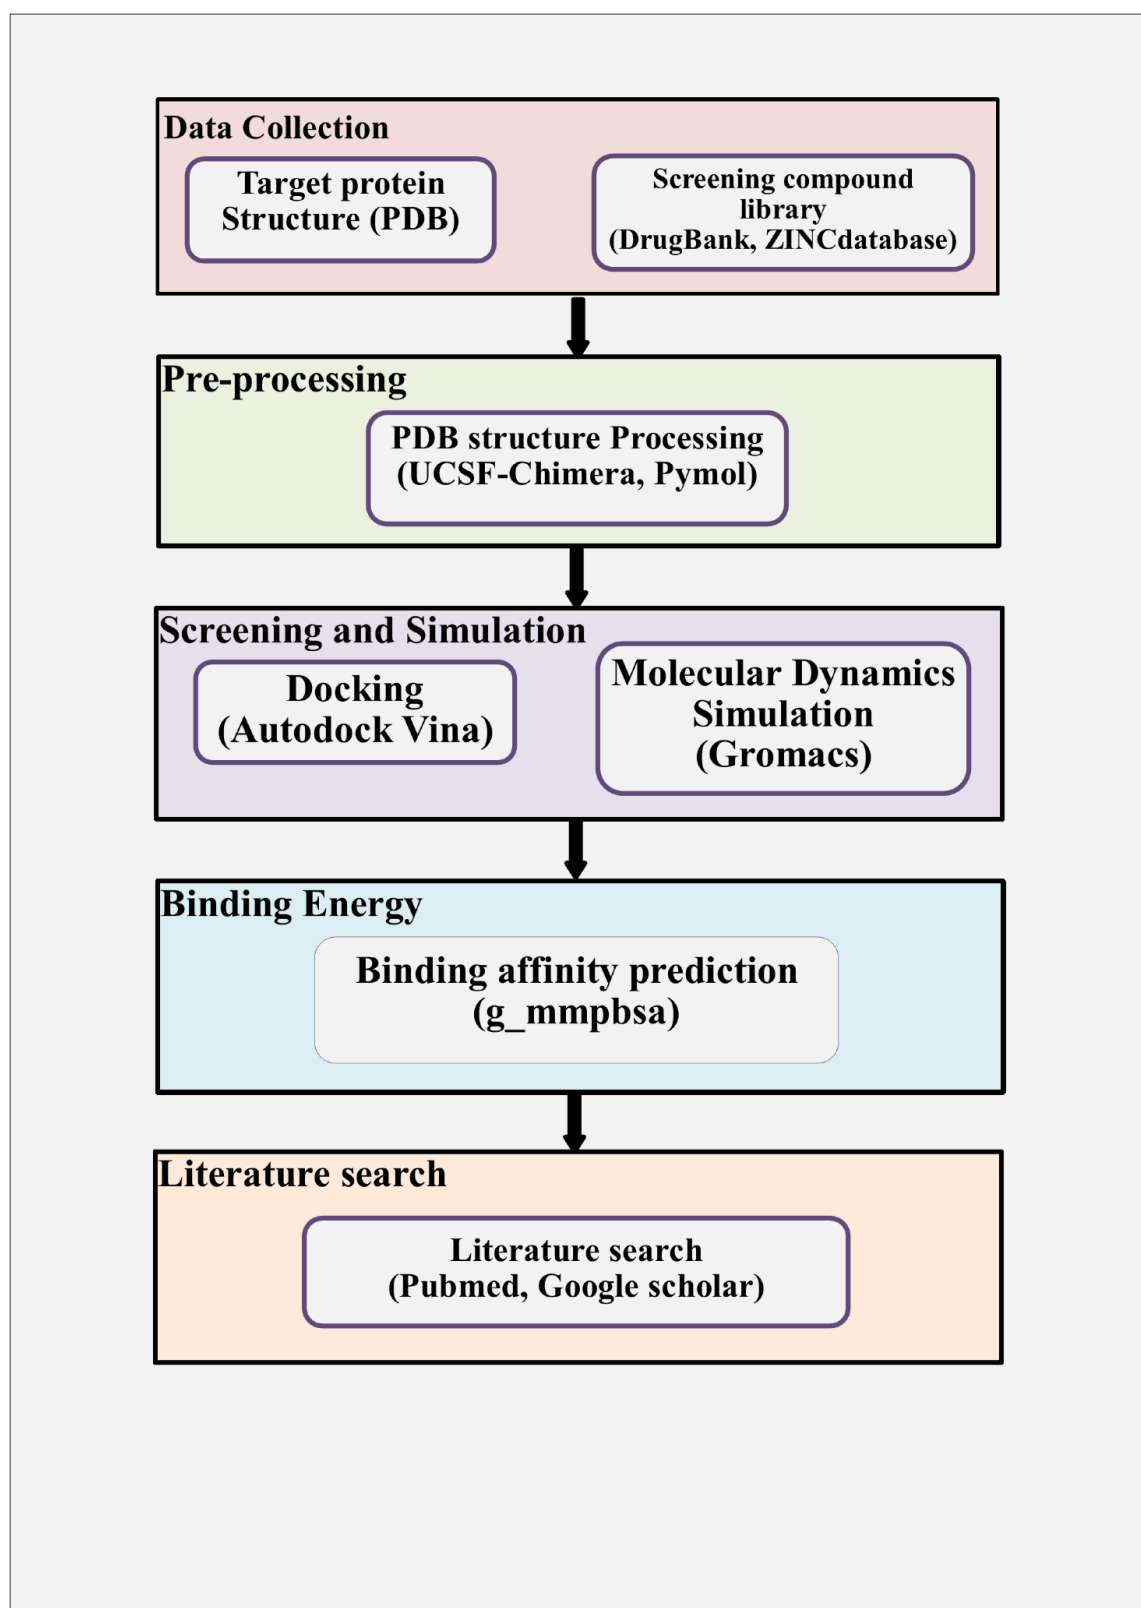 Data Collection
Target protein
Structure (PDB)
Screening compound
library
(DrugBank, ZINCdatabase)
Pre-processing
PDB structure Processing
(UCSF-Chimera, Pymol)
Screening and Simulation
Docking
(Autodock Vina)
Molecular Dynamics
Simulation
(Gromacs)
Binding Energy
Binding affinity prediction
(g_mmpbsa)
Literature search
Literature search
(Pubmed, Google scholar)